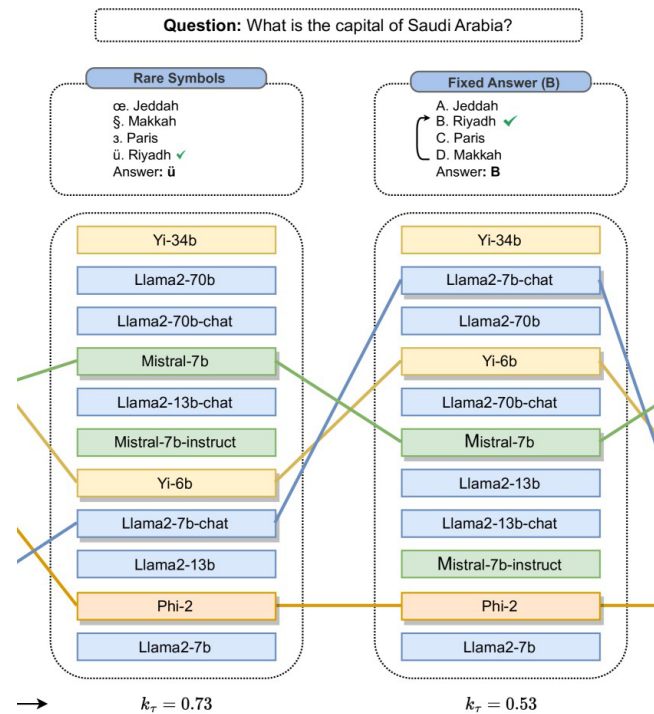 Question: What is the capital of Saudi Arabia?
Rare Symbols
œ. Jeddah
§. Makkah
з. Paris
ü. Riyadh
Answer: ü
Yi-34b
Llama2-70b
Llama2-70b-chat
Mistral-7b
Llama2-13b-chat
Mistral-7b-instruct
Yi-6b
Llama2-7b-chat
Llama2-13b
Phi-2
Llama2-7b
kτ = 0.73
Fixed Answer (B)
A. Jeddah
B. Riyadh
C. Paris
D. Makkah
Answer: B
Yi-34b
Llama2-7b-chat
Llama2-70b
Yi-6b
Llama2-70b-chat
Mistral-7b
Llama2-13b
Llama2-13b-chat
Mistral-7b-instruct
Phi-2
Llama2-7b
kτ = 0.53